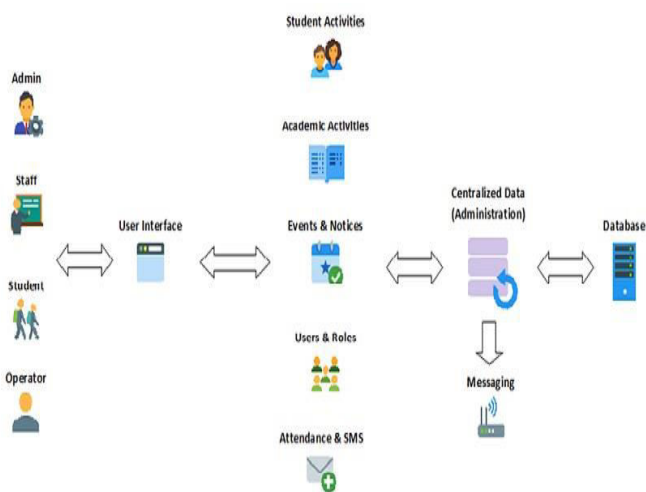 Student Activities
Admin
Academic Activities
Staff
Centralized Data
(Administration)
User Interface
Events & Notices
Database
Student
Users & Roles
Operator
Messaging
Attendance & SMS